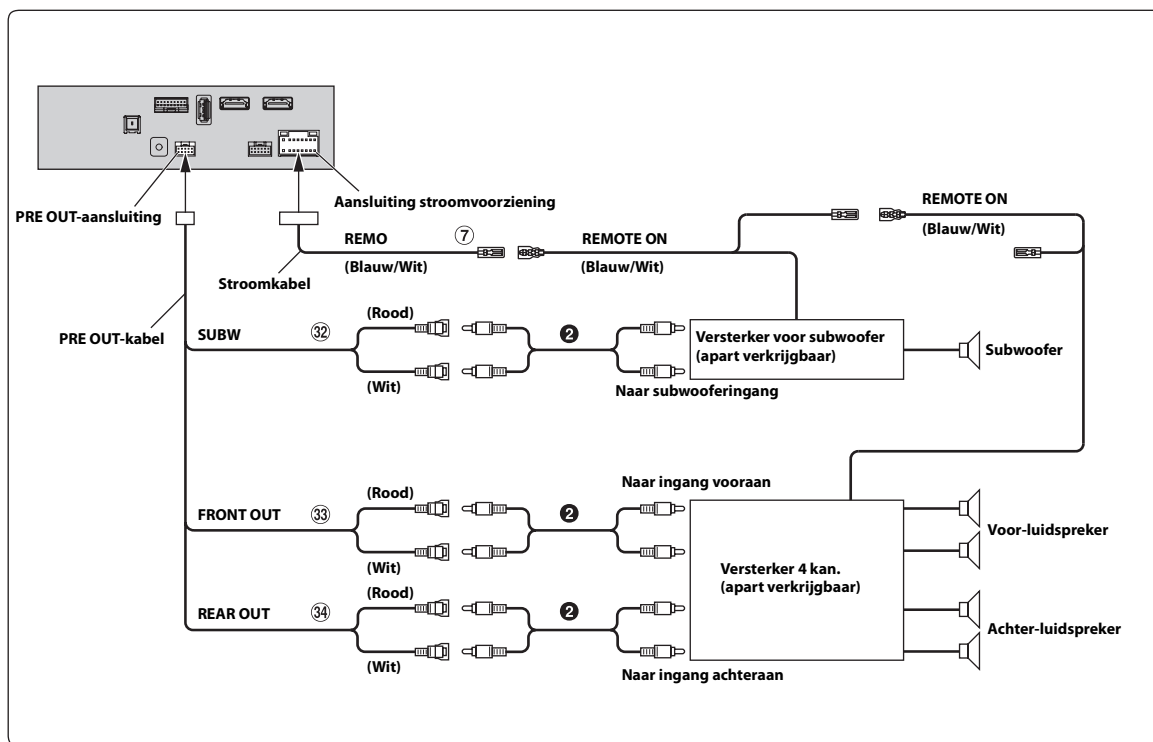 PRE OUT-aansluiting
Aansluiting stroomvoorziening
REMO
⑦
(Blauw/Wit)
Stroomkabel
REMOTE ON
(Blauw/Wit)
REMOTE ON
(Blauw/Wit)
PRE OUT-kabel
SUBW
㉜
(Rood)
(Wit)
❷
Versterker voor subwoofer
(apart verkrijgbaar)
Subwoofer
Naar subwooferingang
FRONT OUT
㉝
(Rood)
(Wit)
❷
Naar ingang vooraan
Versterker 4 kan.
(apart verkrijgbaar)
Voor-luidspreker
REAR OUT
㉞
(Rood)
(Wit)
❷
Achter-luidspreker
Naar ingang achteraan